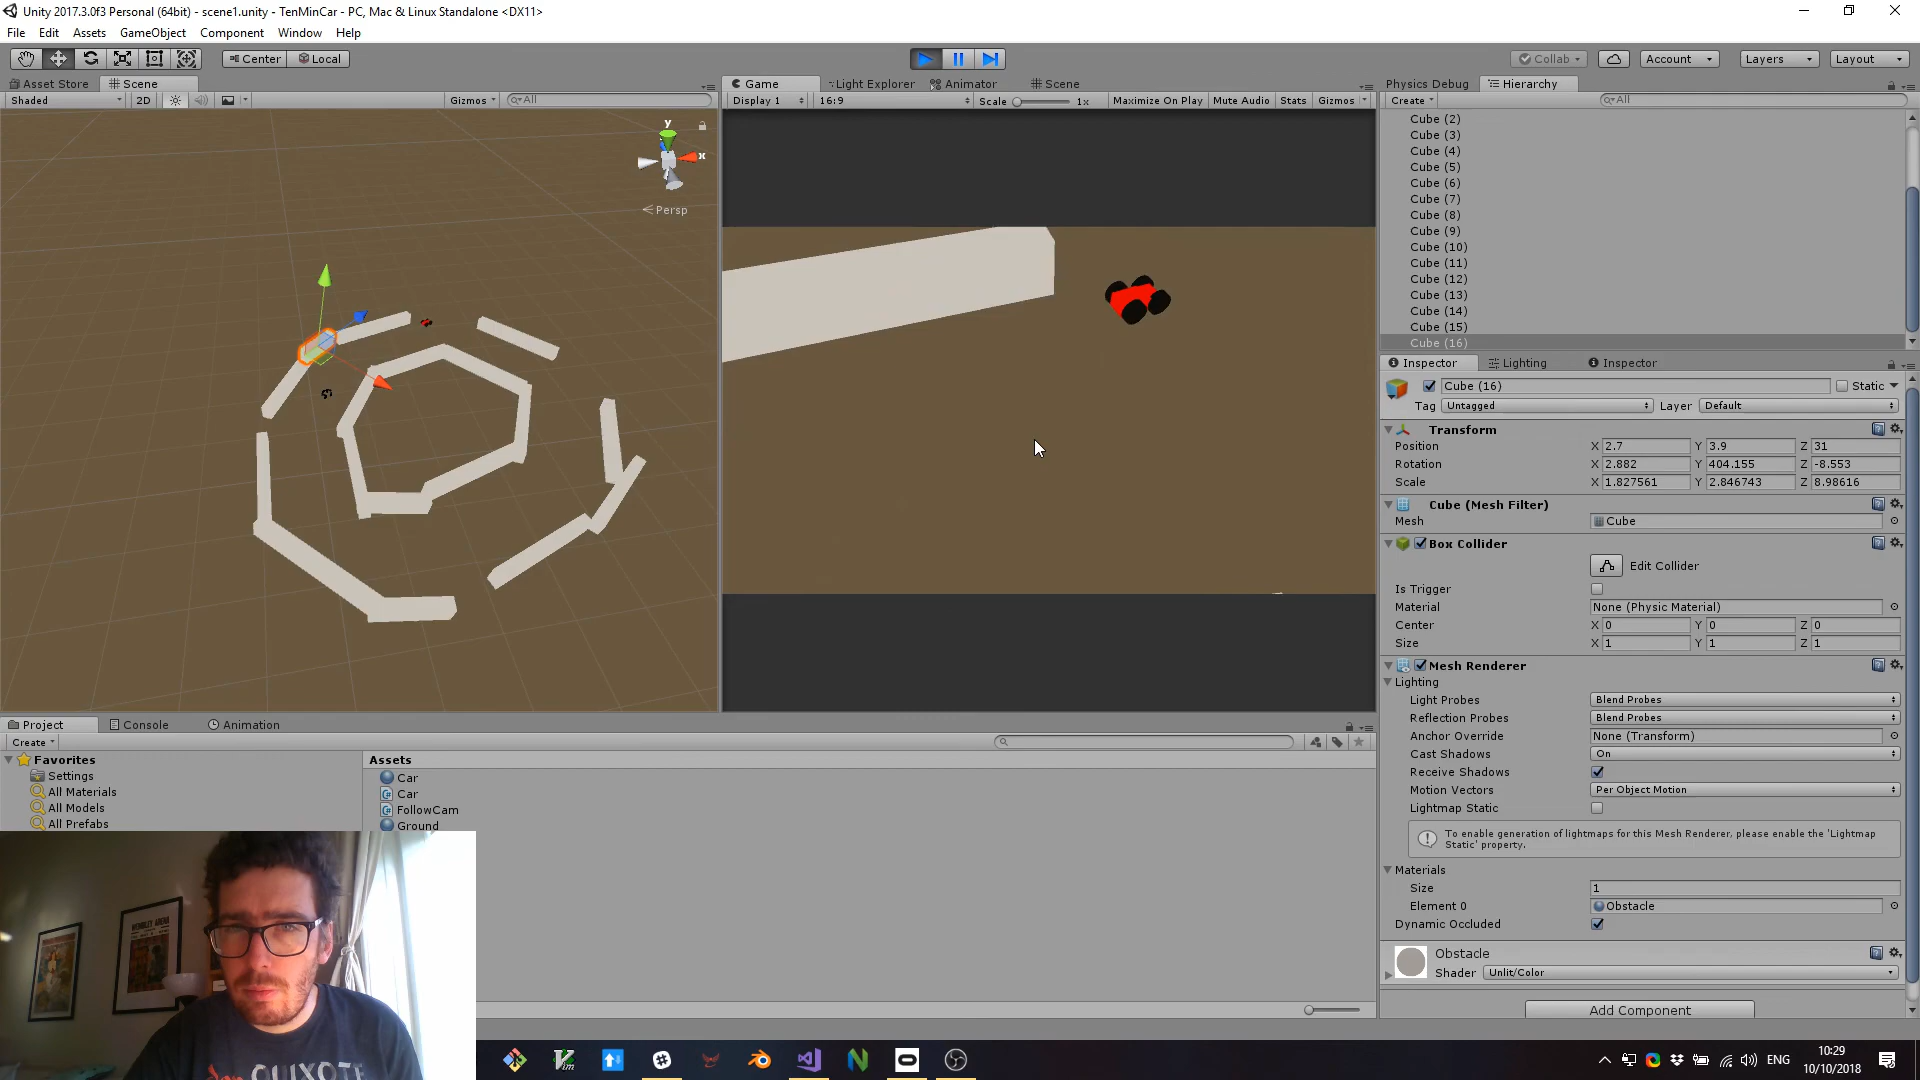 Unity 2017.3.0f3 Personal (64bit) - scene1.unity - TenMinCar - PC, Mac & Linux Standalone <DX11>
File Edit Assets GameObject Component Window Help
Center Local Collab Account Layers Layout
Asset Store Scene Game Light Explorer Animator Scene Physics Debug Hierarchy
Shaded 2D Gizmos All Display 1 16:9 Scale 1x Maximize On Play Mute Audio Stats Gizmos Create All
y
x
Persp
Cube (2)
Cube (3)
Cube (4)
Cube (5)
Cube (6)
Cube (7)
Cube (8)
Cube (9)
Cube (10)
Cube (11)
Cube (12)
Cube (13)
Cube (14)
Cube (15)
Cube (16)
Inspector Lighting Inspector
Cube (16) Static
Tag Untagged Layer Default
Transform
Position X 2.7 Y 3.9 Z 31
Rotation X 2.882 Y 404.155 Z -8.553
Scale X 1.827561 Y 2.846743 Z 8.98616
Cube (Mesh Filter)
Mesh Cube
Box Collider
Edit Collider
Is Trigger
Material None (Physic Material)
Center X 0 Y 0 Z 0
Size X 1 Y 1 Z 1
Mesh Renderer
Lighting
Light Probes Blend Probes
Reflection Probes Blend Probes
Anchor Override None (Transform)
Cast Shadows On
Receive Shadows
Motion Vectors Per Object Motion
Lightmap Static
To enable generation of lightmaps for this Mesh Renderer, please enable the 'Lightmap
Static' property.
Materials
Size 1
Element 0 Obstacle
Dynamic Occluded
Obstacle
Shader Unlit/Color
Add Component
Project Console Animation
Create
Favorites
Settings
All Materials
All Models
All Prefabs
Assets
Car
Car
FollowCam
Ground
WEMBLEY ARENA
QUIXOTE
Vim
ENG
10:29
10/10/2018